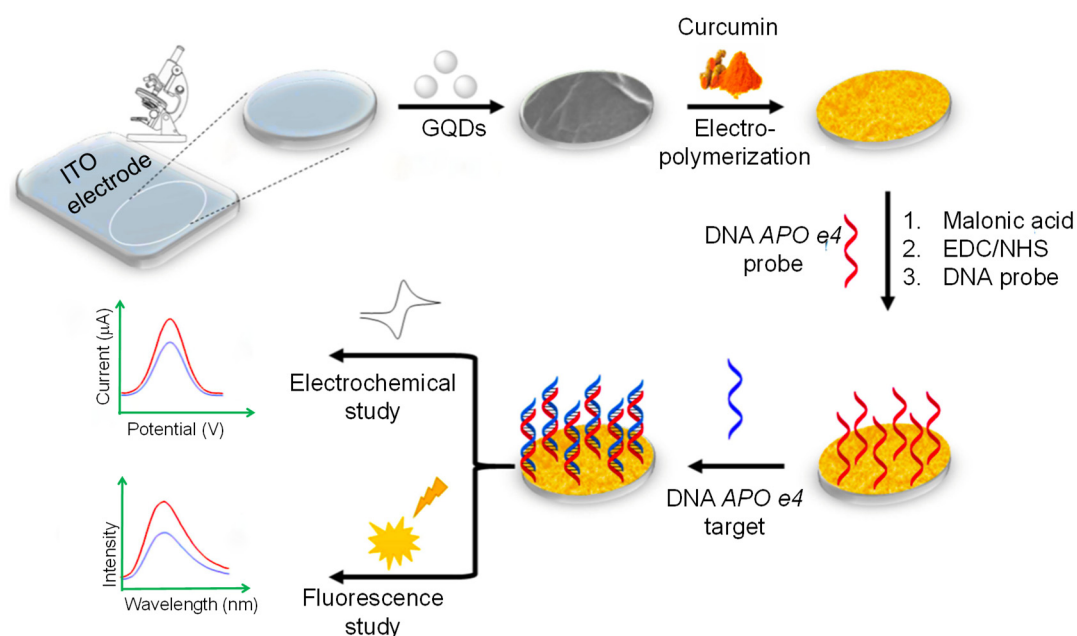 Curcumin
GQDs
Electro-
polymerization
ITO
electrode
DNA APO e4
probe
1. Malonic acid
2. EDC/NHS
3. DNA probe
Current (µA)
Potential (V)
Electrochemical
study
DNA APO e4
target
Intensity
Wavelength (nm)
Fluorescence
study